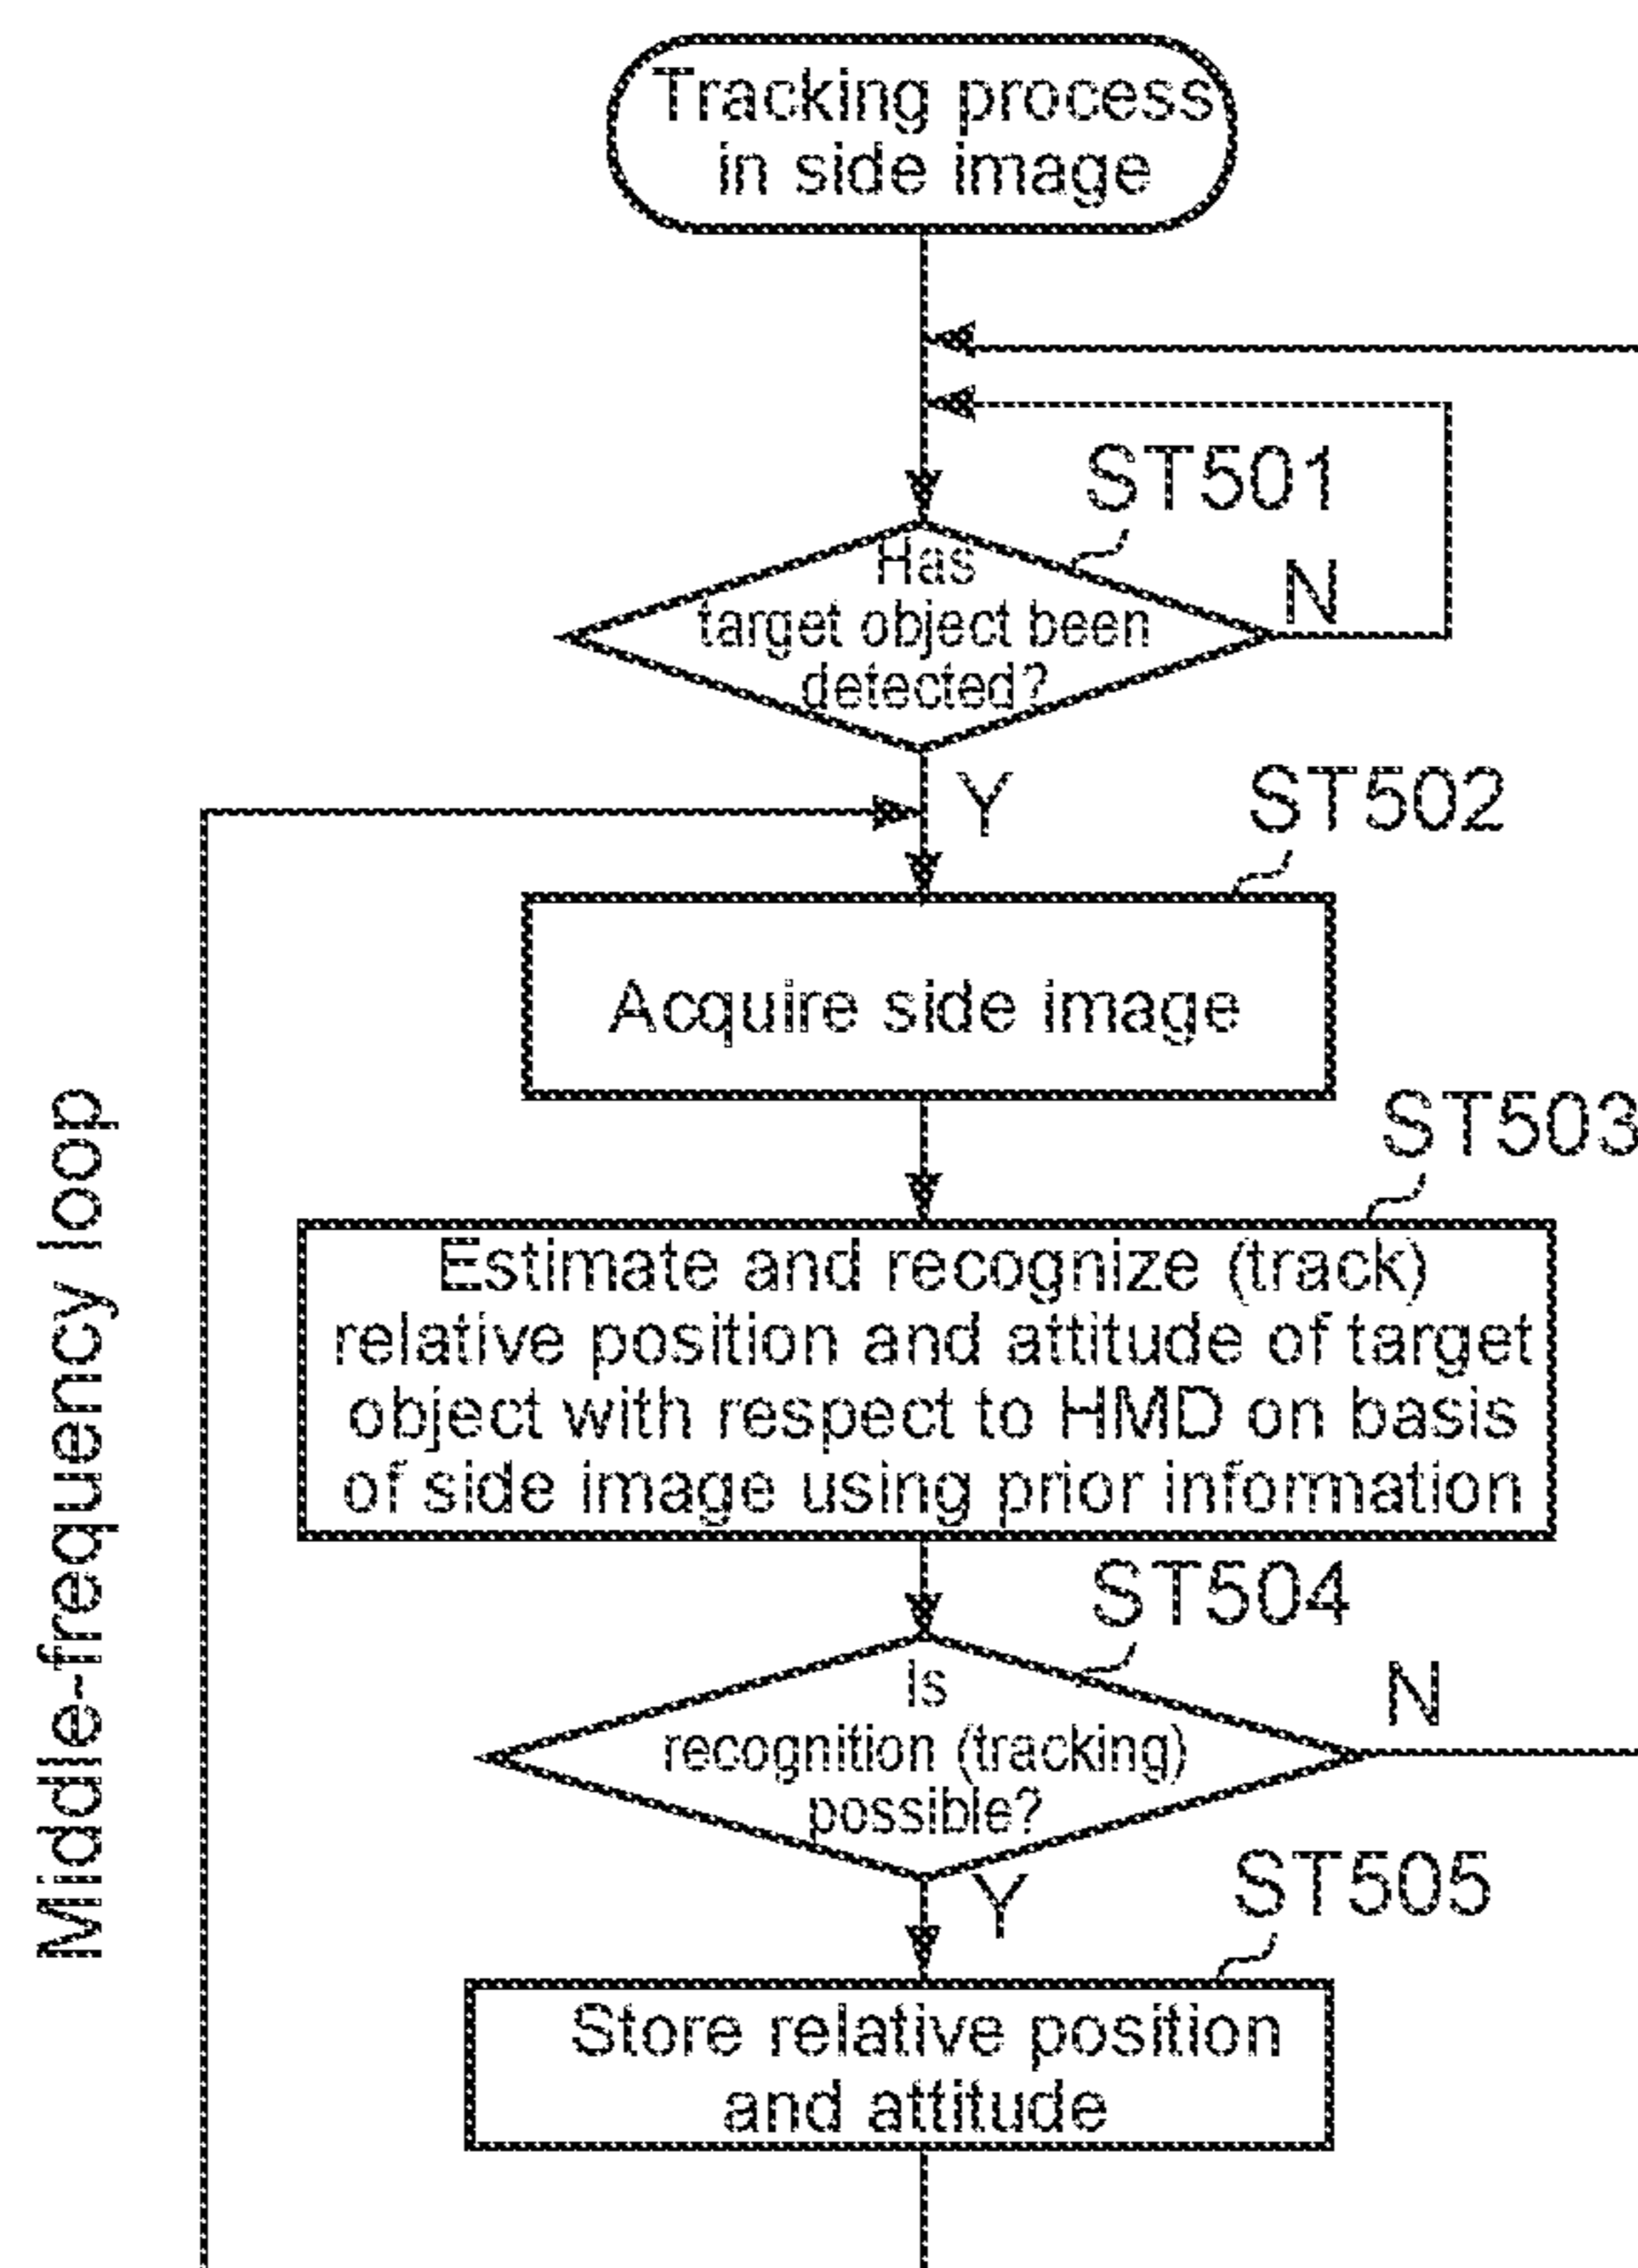 Tracking process
in side image
ST501
Has
target object been
detected?
N
Y
ST502
Acquire side image
ST503
Estimate and recognize (track)
relative position and attitude of target
object with respect to HMD on basis
of side image using prior information
ST504
Is
recognition (tracking)
possible?
N
Y
ST505
Store relative position
and attitude
Middle-frequency loop